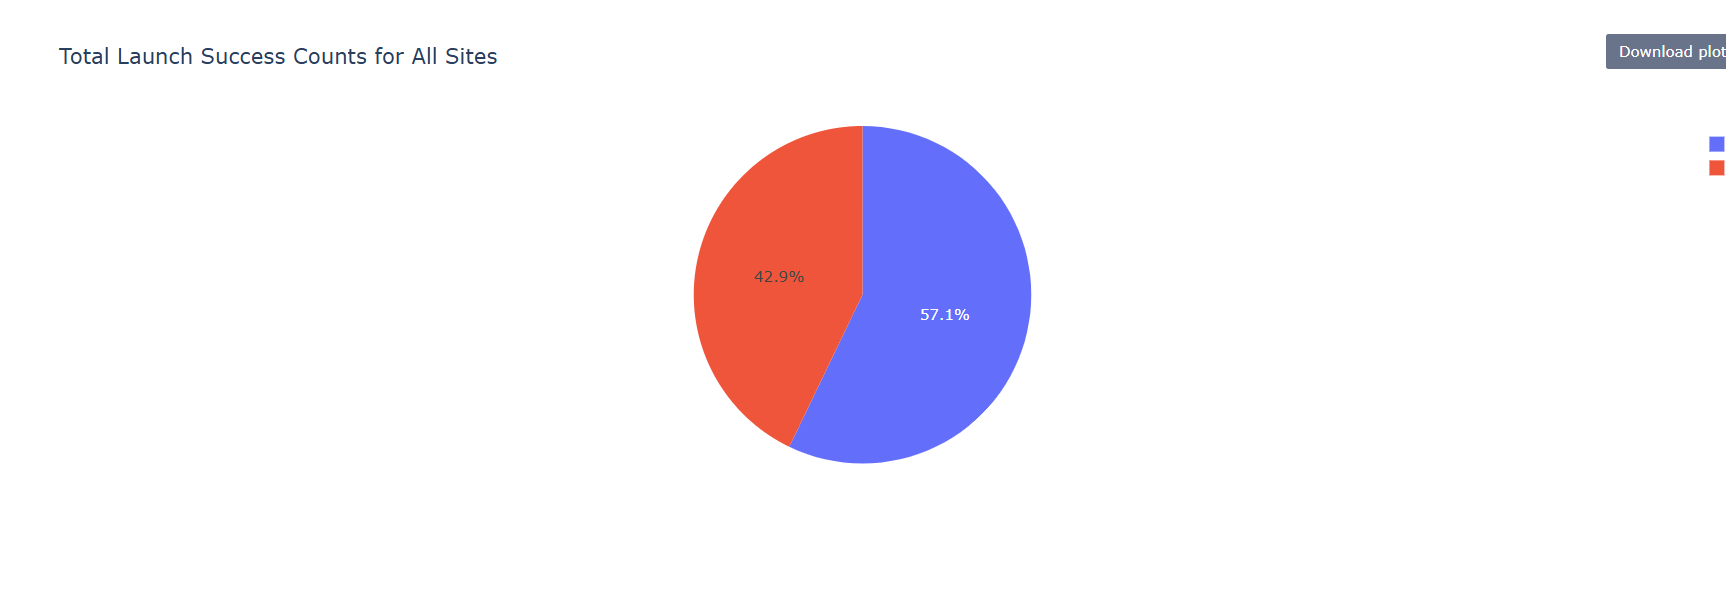 Total Launch Success Counts for All Sites
Download plot
42.9%
57.1%